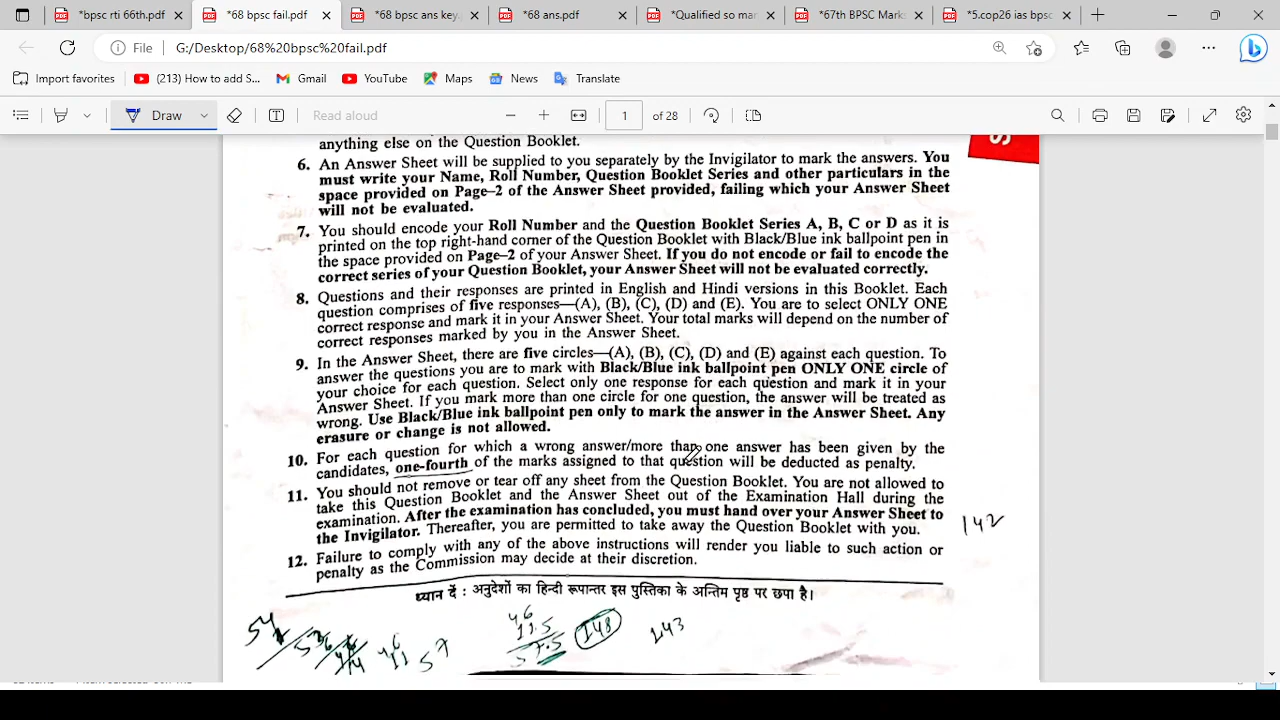 *bpsc rti 66th.pdf
*68 bpsc fail.pdf
*68 bpsc ans key.
*68 ans.pdf
*Qualified so mar
*67th BPSC Mark
*5.cop26 ias bpsc
File
G:/Desktop/68%20bpsc%20fail.pdf
Import favorites
(213) How to add S...
Gmail
YouTube
Maps
News
Translate
Draw
Read aloud
1
of 28
anything else on the Question Booklet.
6. An Answer Sheet will be supplied to you separately by the Invigilator to mark the answers. You
must write your Name, Roll Number, Question Booklet Series and other particulars in the
space provided on Page–2 of the Answer Sheet provided, failing which your Answer Sheet
will not be evaluated.
7. You should encode your Roll Number and the Question Booklet Series A, B, C or D as it is
printed on the top right-hand corner of the Question Booklet with Black/Blue ink ballpoint pen in
the space provided on Page–2 of your Answer Sheet. If you do not encode or fail to encode the
correct series of your Question Booklet, your Answer Sheet will not be evaluated correctly.
8. Questions and their responses are printed in English and Hindi versions in this Booklet. Each
question comprises of five responses—(A), (B), (C), (D) and (E). You are to select ONLY ONE
correct response and mark it in your Answer Sheet. Your total marks will depend on the number of
correct responses marked by you in the Answer Sheet.
9. In the Answer Sheet, there are five circles—(A), (B), (C), (D) and (E) against each question. To
answer the questions you are to mark with Black/Blue ink ballpoint pen ONLY ONE circle of
your choice for each question. Select only one response for each question and mark it in your
Answer Sheet. If you mark more than one circle for one question, the answer will be treated as
wrong. Use Black/Blue ink ballpoint pen only to mark the answer in the Answer Sheet. Any
erasure or change is not allowed.
10. For each question for which a wrong answer/more than one answer has been given by the
candidates, one-fourth of the marks assigned to that question will be deducted as penalty.
11. You should not remove or tear off any sheet from the Question Booklet. You are not allowed to
take this Question Booklet and the Answer Sheet out of the Examination Hall during the
examination. After the examination has concluded, you must hand over your Answer Sheet to
the Invigilator. Thereafter, you are permitted to take away the Question Booklet with you.
142
12. Failure to comply with any of the above instructions will render you liable to such action or
penalty as the Commission may decide at their discretion.
ध्यान दें : अनुदेशों का हिन्दी रूपान्तर इस पुस्तिका के अन्तिम पृष्ठ पर छपा है।
46
11.5
57.5
148
143
46
11
57